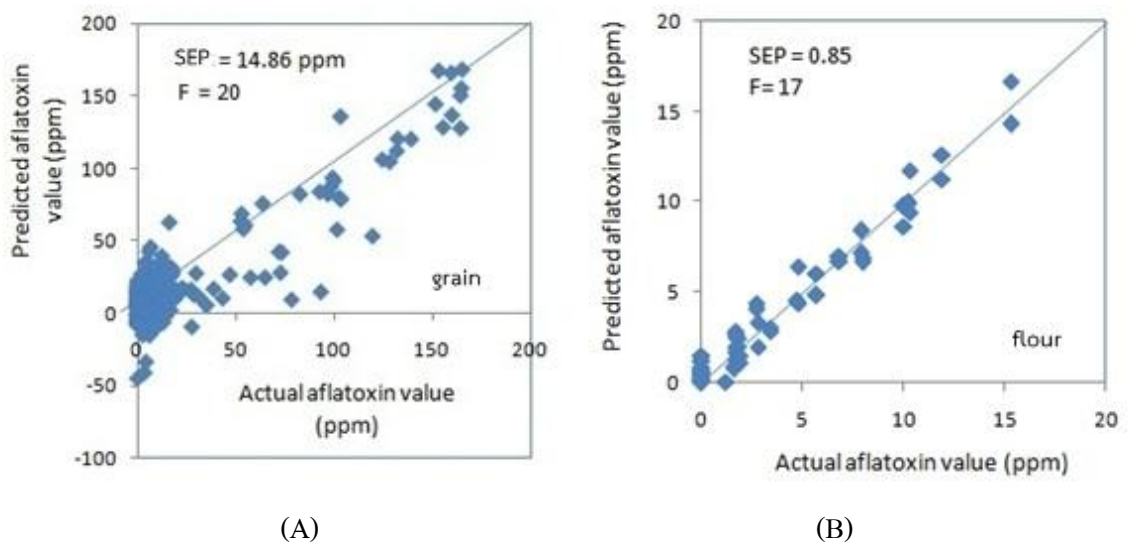 Predicted aflatoxin
value (ppm)
200
150
100
50
0
-50
-100
SEP = 14.86 ppm
F = 20
grain
0 50 100 150 200
Actual aflatoxin value
(ppm)
(A)
Predicted aflatoxin value (ppm)
20
15
10
5
0
SEP = 0.85
F= 17
flour
0 5 10 15 20
Actual aflatoxin value (ppm)
(B)